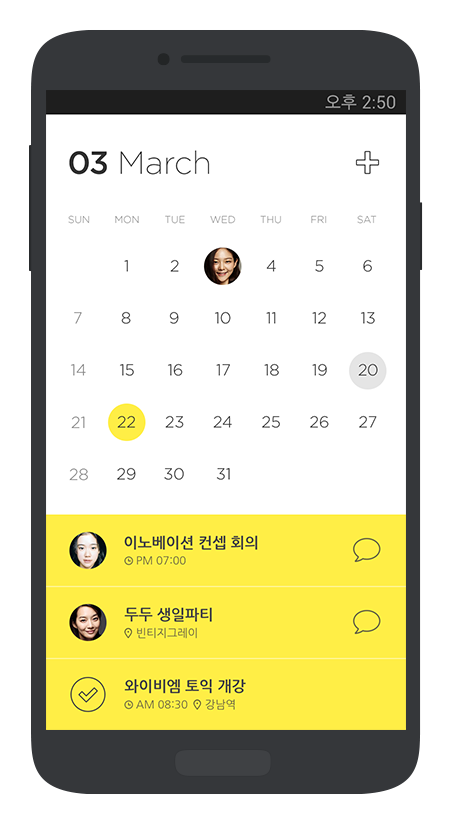 오후 2:50
03 March
SUN MON TUE WED THU FRI SAT
1 2 4 5 6
7 8 9 10 11 12 13
14 15 16 17 18 19 20
21 22 23 24 25 26 27
28 29 30 31
이노베이션 컨셉 회의
PM 07:00
두두 생일파티
빈티지그레이
와이비엠 토익 개강
AM 08:30 강남역